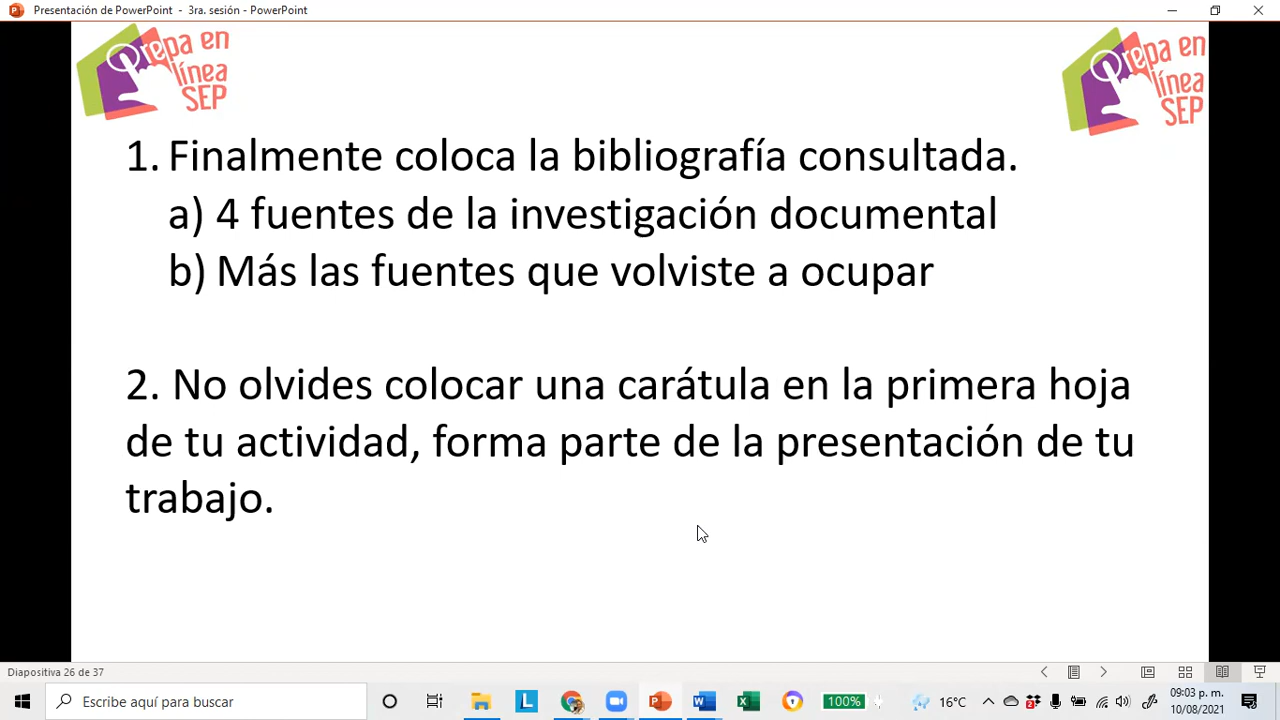 Presentación de PowerPoint - 3ra. sesión - PowerPoint
Prepa en
línea
SEP
Prepa en
línea
SEP
1. Finalmente coloca la bibliografía consultada.
a) 4 fuentes de la investigación documental
b) Más las fuentes que volviste a ocupar
2. No olvides colocar una carátula en la primera hoja
de tu actividad, forma parte de la presentación de tu
trabajo.
Diapositiva 26 de 37
Escribe aquí para buscar
100%
16°C
09:03 p. m.
10/08/2021